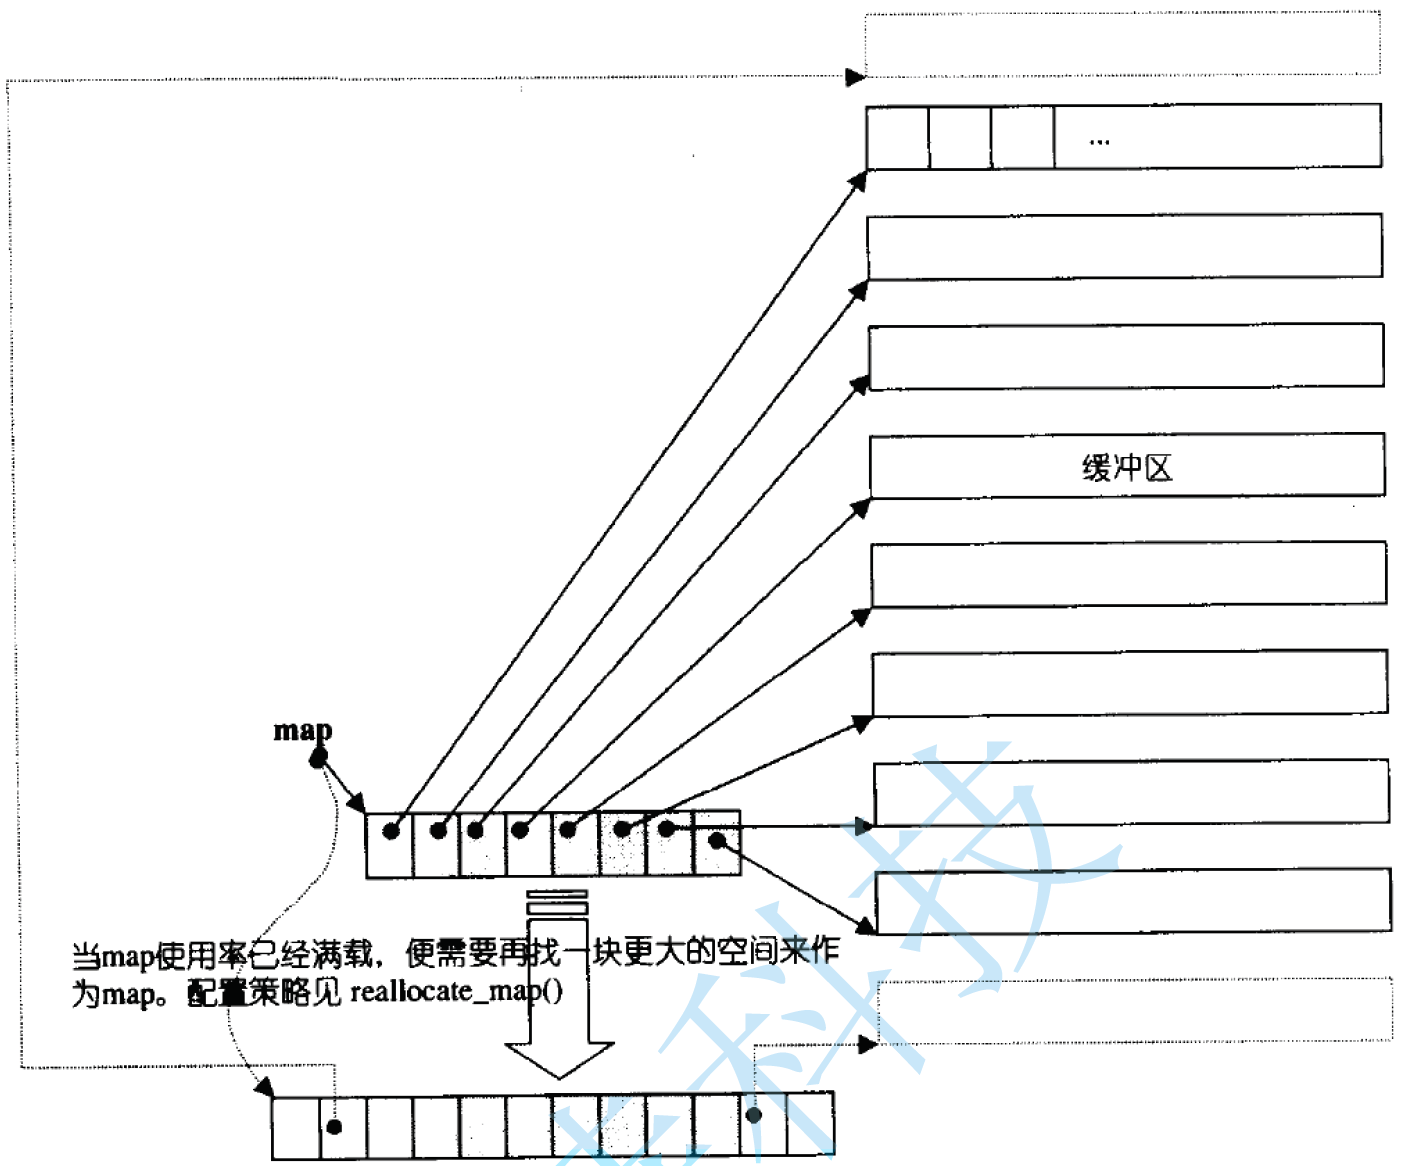 ...
缓冲区
map
当map使用率已经满载，便需要再找一块更大的空间来作
为map。配置策略见 reallocate_map()
科技